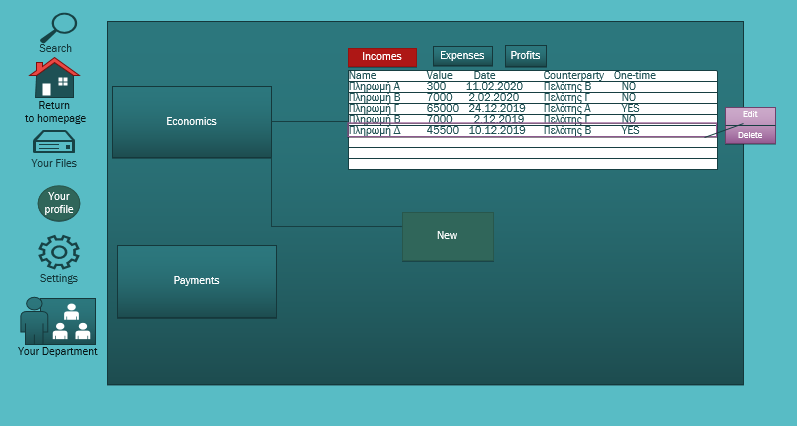 Search
Return
to homepage
Your Files
Your
profile
Settings
Your Department
Economics
Payments
Incomes
Expenses
Profits
Name Value Date Counterparty One-time
Πληρωμή Α 300 11.02.2020 Πελάτης Β NO
Πληρωμή Β 7000 2.02.2020 Πελάτης Γ NO
Πληρωμή Γ 65000 24.12.2019 Πελάτης Α YES
Πληρωμή Β 7000 2.12.2019 Πελάτης Γ NO
Πληρωμή Δ 45500 10.12.2019 Πελάτης Β YES
Edit
Delete
New